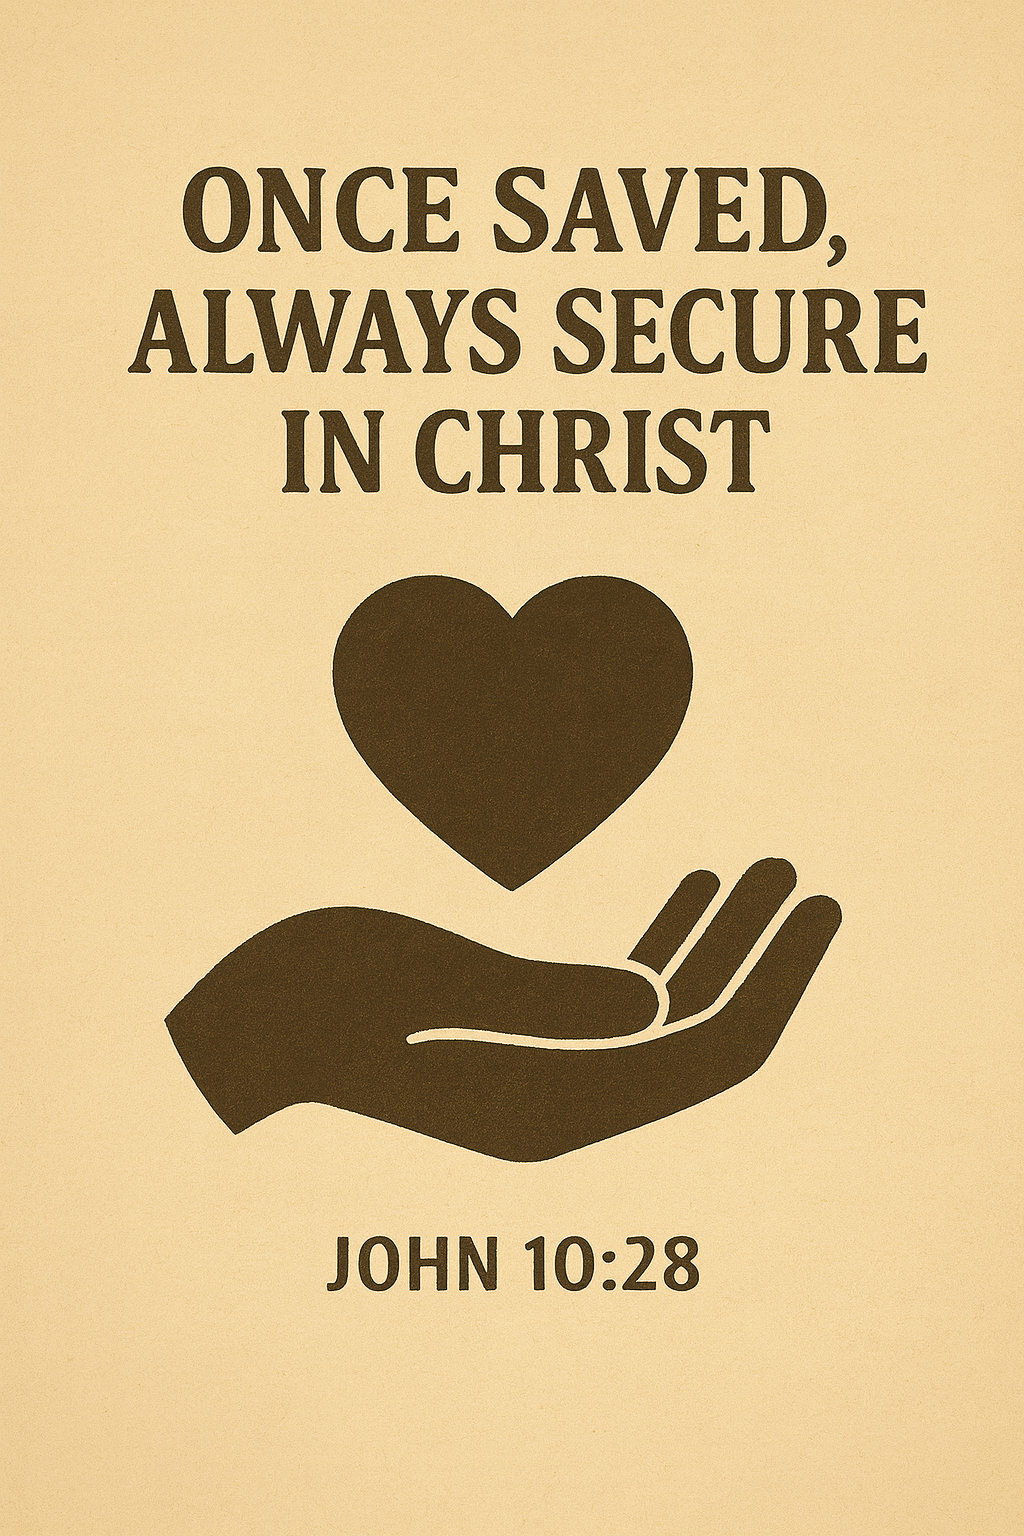 ONCE SAVED,
ALWAYS SECURE
IN CHRIST
JOHN 10:28